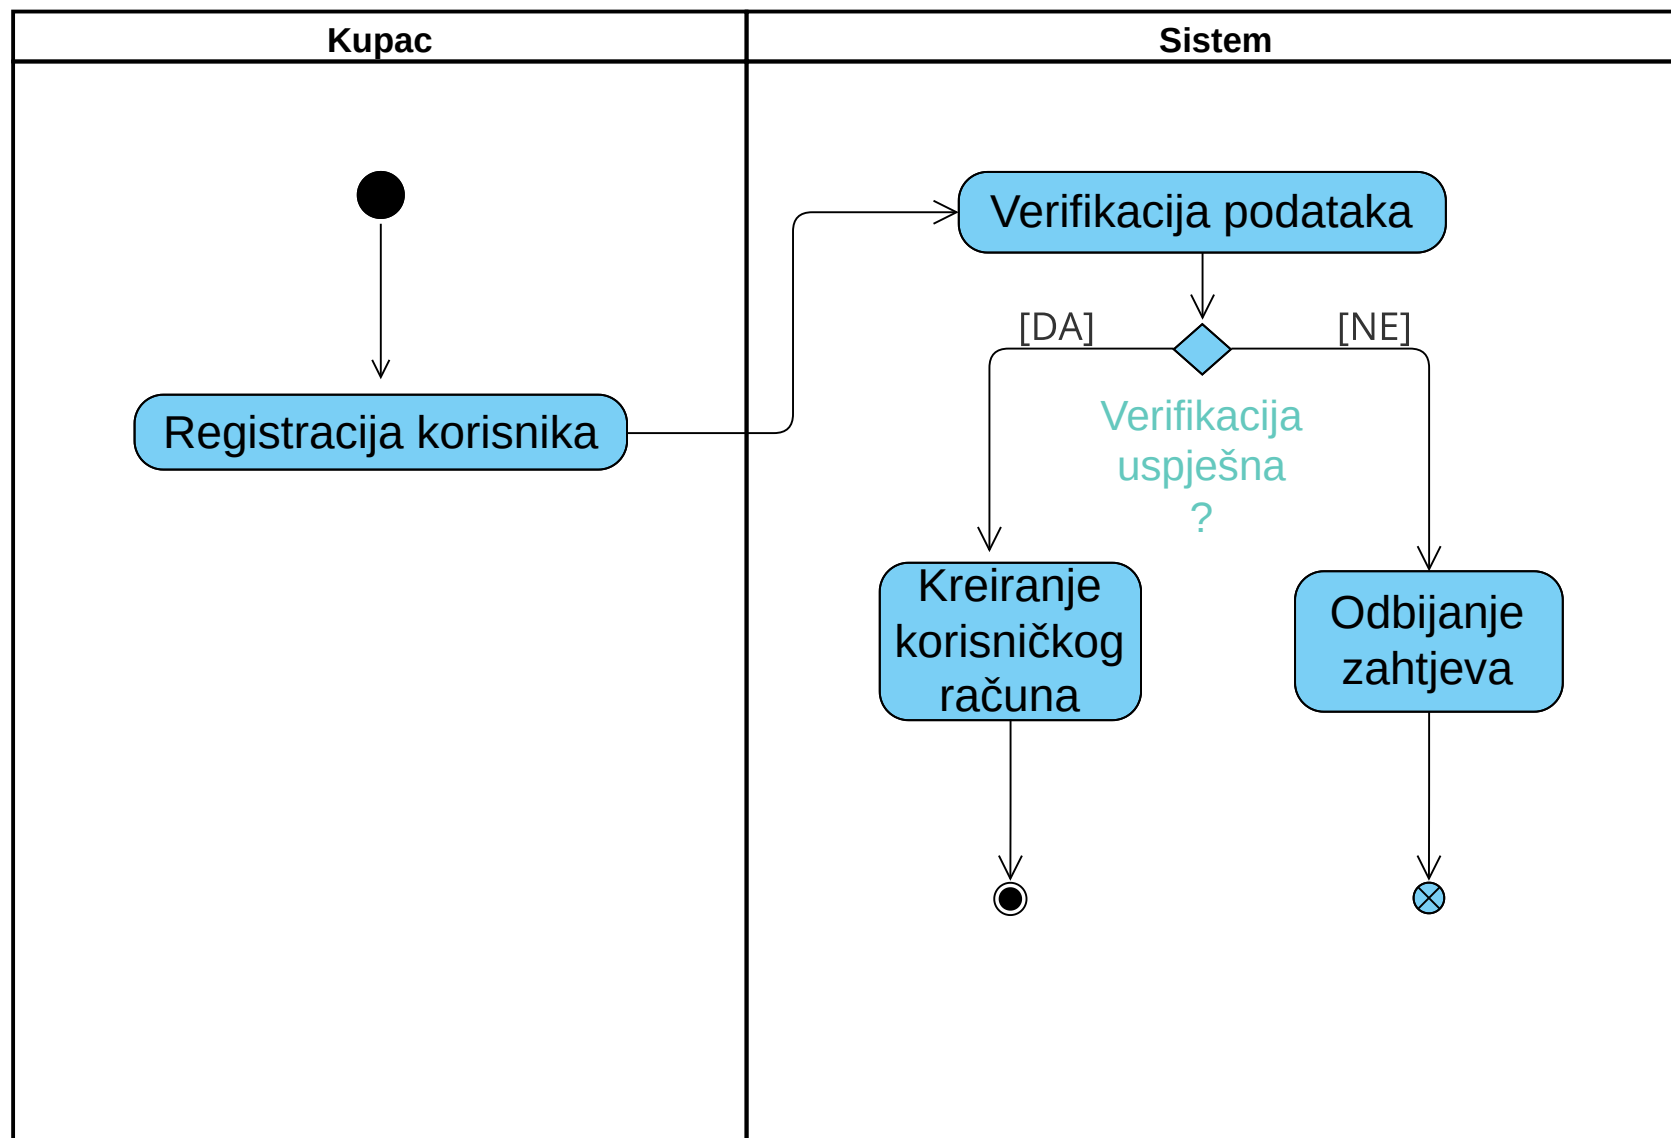 Kupac
Sistem
Verifikacija podataka
[DA]
[NE]
Verifikacija
uspješna
?
Registracija korisnika
Kreiranje
korisničkog
računa
Odbijanje
zahtjeva